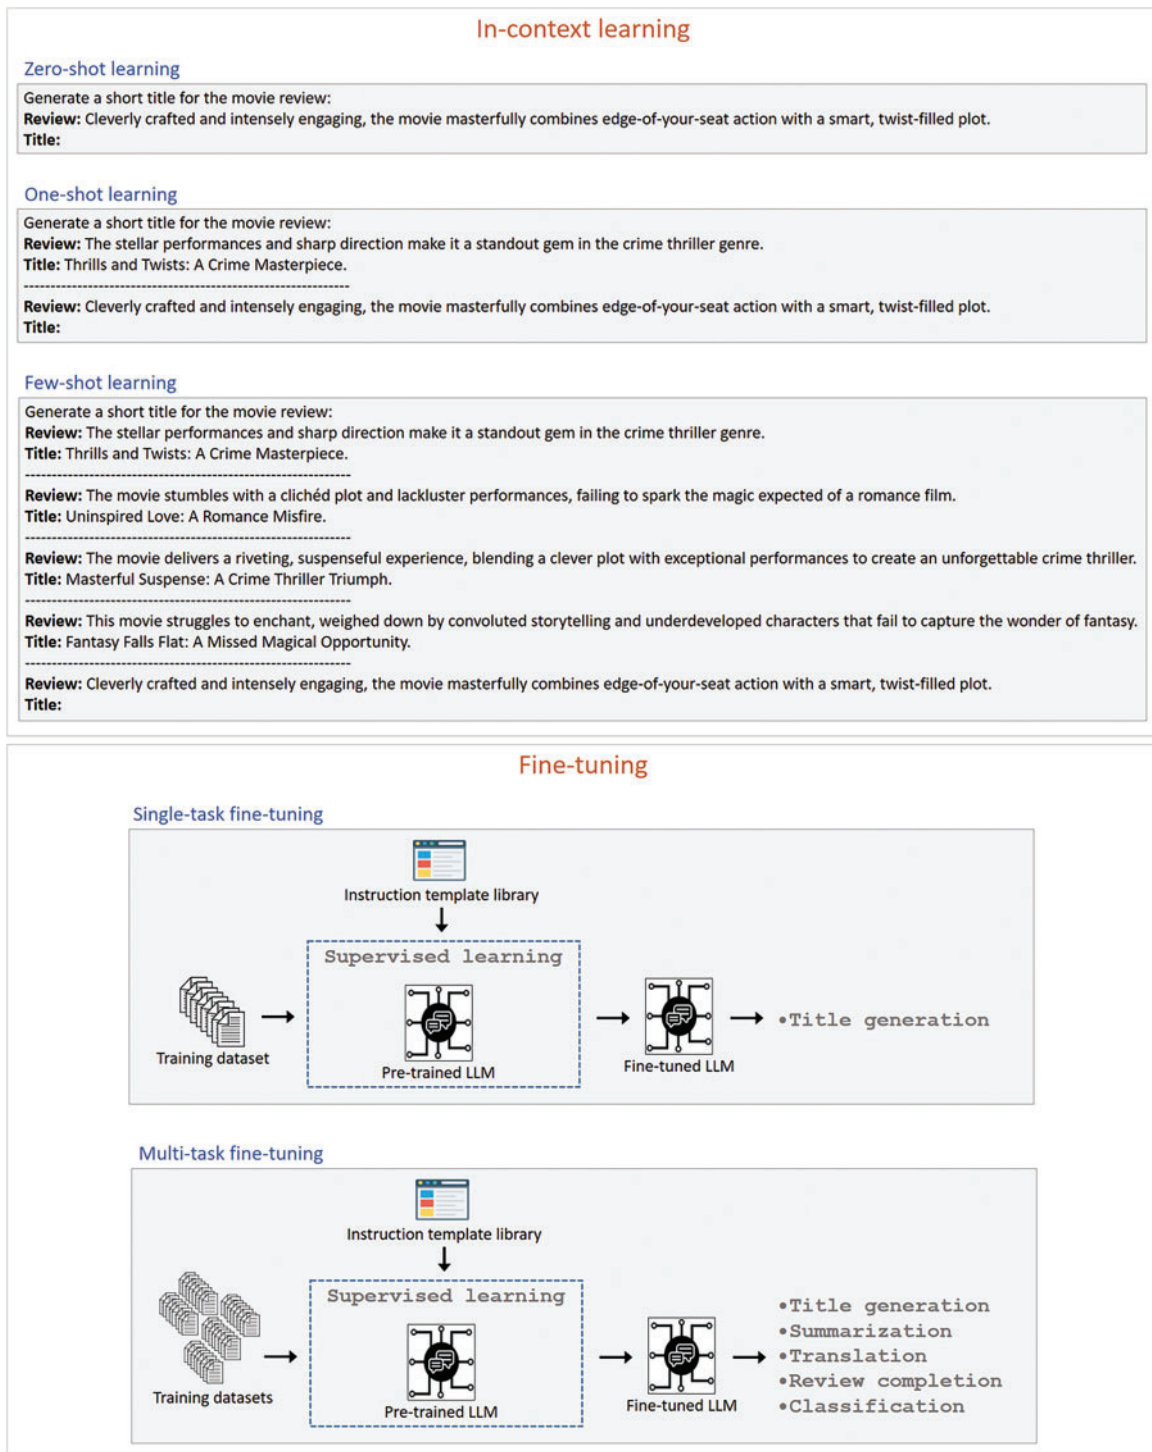 In-context learning
Zero-shot learning
Generate a short title for the movie review:
Review: Cleverly crafted and intensely engaging, the movie masterfully combines edge-of-your-seat action with a smart, twist-filled plot.
Title:
One-shot learning
Generate a short title for the movie review:
Review: The stellar performances and sharp direction make it a standout gem in the crime thriller genre.
Title: Thrills and Twists: A Crime Masterpiece.
--------------------------------------------------------------
Review: Cleverly crafted and intensely engaging, the movie masterfully combines edge-of-your-seat action with a smart, twist-filled plot.
Title:
Few-shot learning
Generate a short title for the movie review:
Review: The stellar performances and sharp direction make it a standout gem in the crime thriller genre.
Title: Thrills and Twists: A Crime Masterpiece.
--------------------------------------------------------------
Review: The movie stumbles with a clichéd plot and lackluster performances, failing to spark the magic expected of a romance film.
Title: Uninspired Love: A Romance Misfire.
--------------------------------------------------------------
Review: The movie delivers a riveting, suspenseful experience, blending a clever plot with exceptional performances to create an unforgettable crime thriller.
Title: Masterful Suspense: A Crime Thriller Triumph.
--------------------------------------------------------------
Review: This movie struggles to enchant, weighed down by convoluted storytelling and underdeveloped characters that fail to capture the wonder of fantasy.
Title: Fantasy Falls Flat: A Missed Magical Opportunity.
--------------------------------------------------------------
Review: Cleverly crafted and intensely engaging, the movie masterfully combines edge-of-your-seat action with a smart, twist-filled plot.
Title:
Fine-tuning
Single-task fine-tuning
Instruction template library
Supervised learning
Training dataset
Pre-trained LLM
Fine-tuned LLM
•Title generation
Multi-task fine-tuning
Instruction template library
Supervised learning
Training datasets
Pre-trained LLM
Fine-tuned LLM
•Title generation
•Summarization
•Translation
•Review completion
•Classification